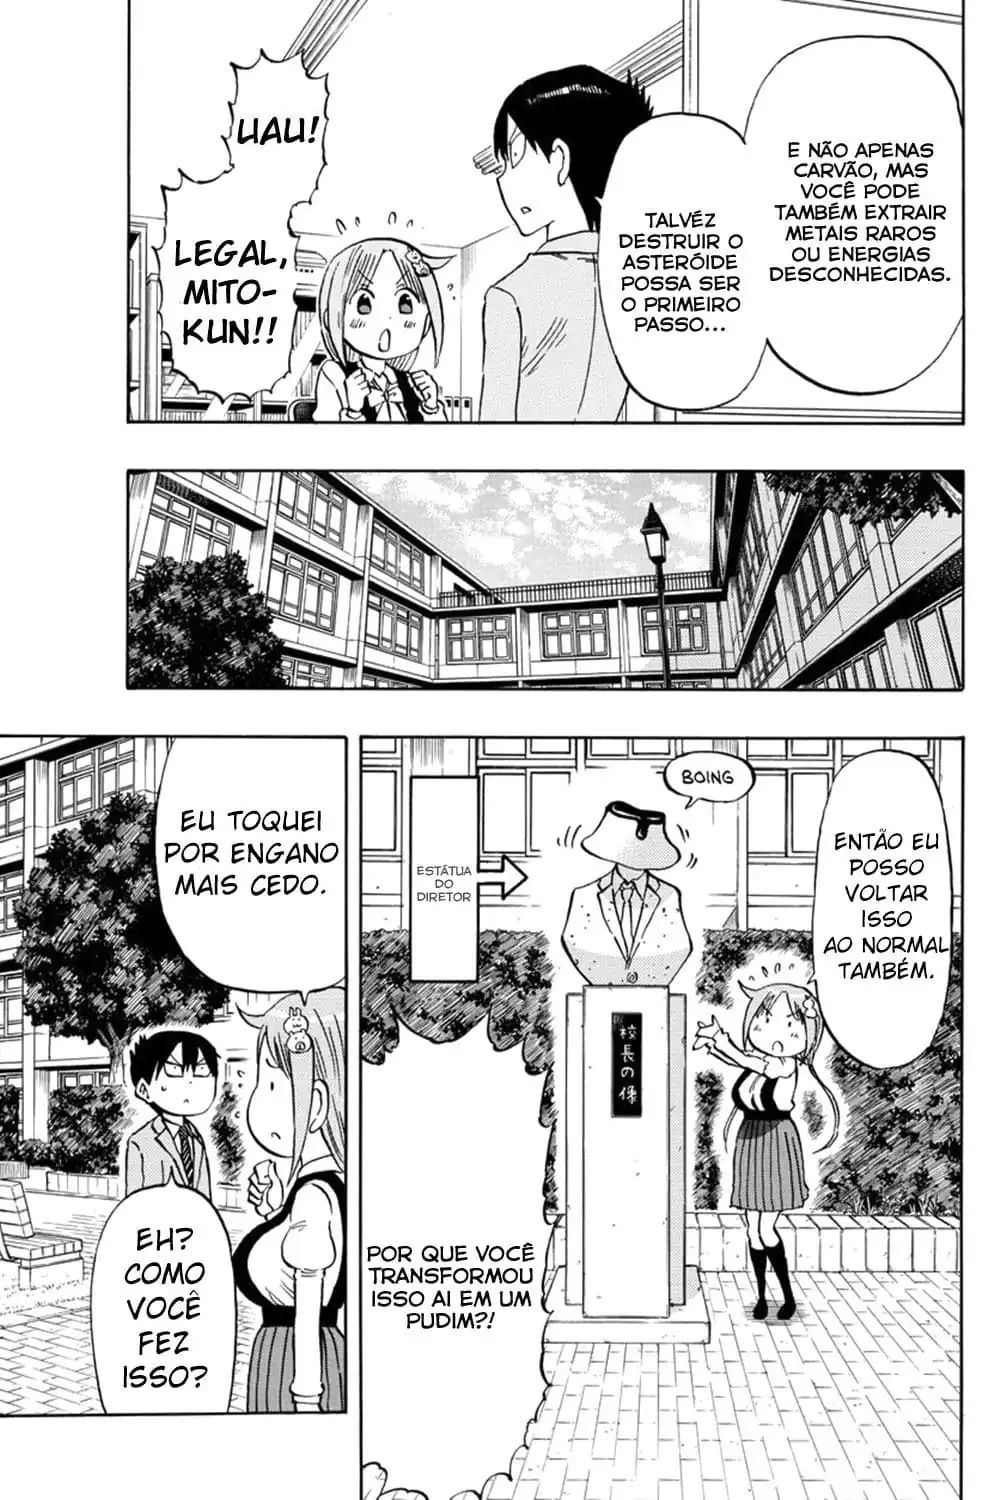 E NÃO APENAS
CARVÃO, MAS
VOCÊ PODE
TAMBÉM EXTRAIR
METAIS RAROS
OU ENERGIAS
DESCONHECIDAS.
TALVÉZ
DESTRUIR O
ASTERÓIDE
POSSA SER
O PRIMEIRO
PASSO...
UAU!
LEGAL,
MITO-
KUN!!
BOING
ENTÃO EU
POSSO
VOLTAR
ISSO
AO NORMAL
TAMBÉM.
ESTÁTUA
DO
DIRETOR
校長の像
POR QUE VOCÊ
TRANSFORMOU
ISSO AI EM UM
PUDIM?!
EU TOQUEI
POR ENGANO
MAIS CEDO.
EH?
COMO
VOCÊ
FEZ
ISSO?